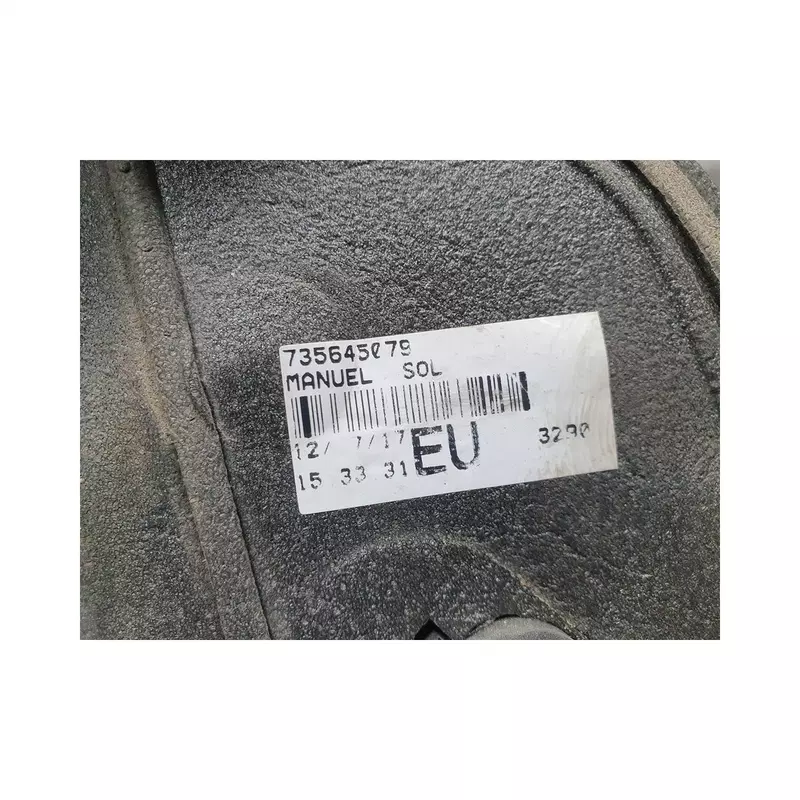 735645079
MANUEL SOL
12/ 7/17 EU 3290
15 33 31